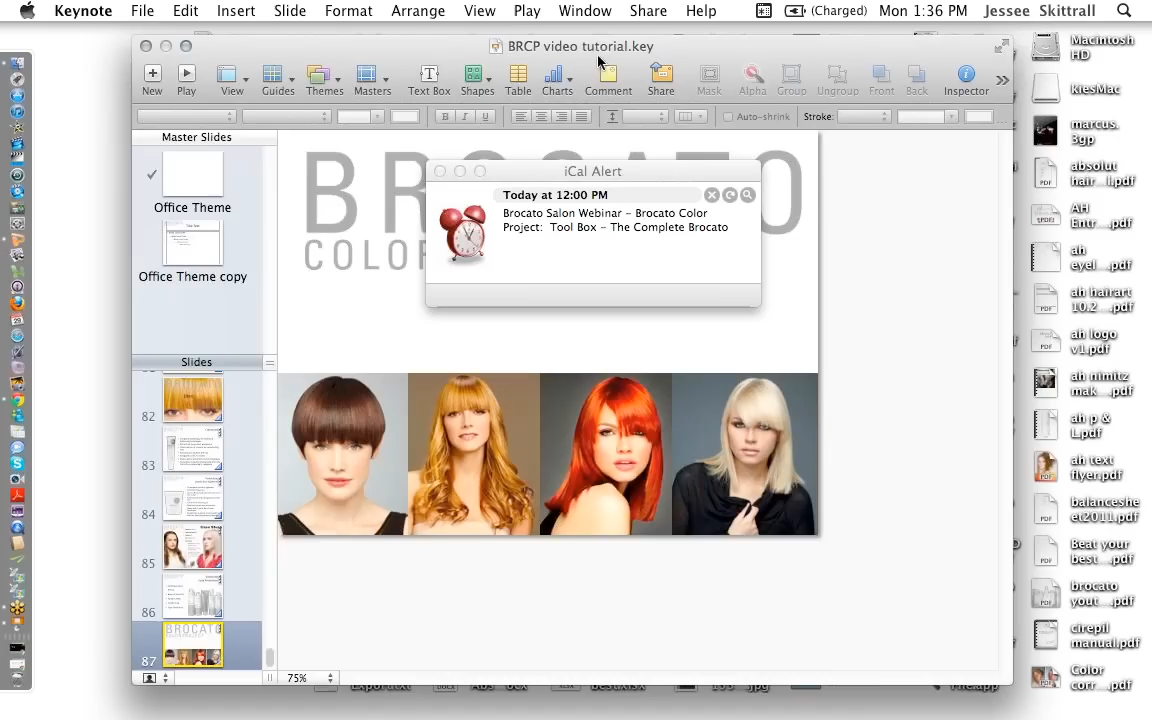 Keynote File Edit Insert Slide Format Arrange View Play Window Share Help (Charged) Mon 1:36 PM Jessee Skittrall
BRCP video tutorial.key
New Play View Guides Themes Masters Text Box Shapes Table Charts Comment Share Mask Alpha Group Ungroup Front Back Inspector
B I U Auto-shrink Stroke:
Master Slides
Office Theme
Office Theme copy
Slides
82
83
84
85
86
87
75%
iCal Alert
Today at 12:00 PM
Brocato Salon Webinar – Brocato Color
Project: Tool Box – The Complete Brocato
Macintosh
HD
kiesMac
marcus.
3gp
absolut
hair...l.pdf
AH
Entr...pdf
ah
eyel...pdf
ah hairart
10.2...pdf
ah logo
v1.pdf
ah nimitz
mak...pdf
ah p &
l.pdf
ah text
flyer.pdf
balanceshe
et2011.pdf
Beat your
best ...pdf
brocato
yout...pdf
cirepil
manual.pdf
Color
corr...pdf